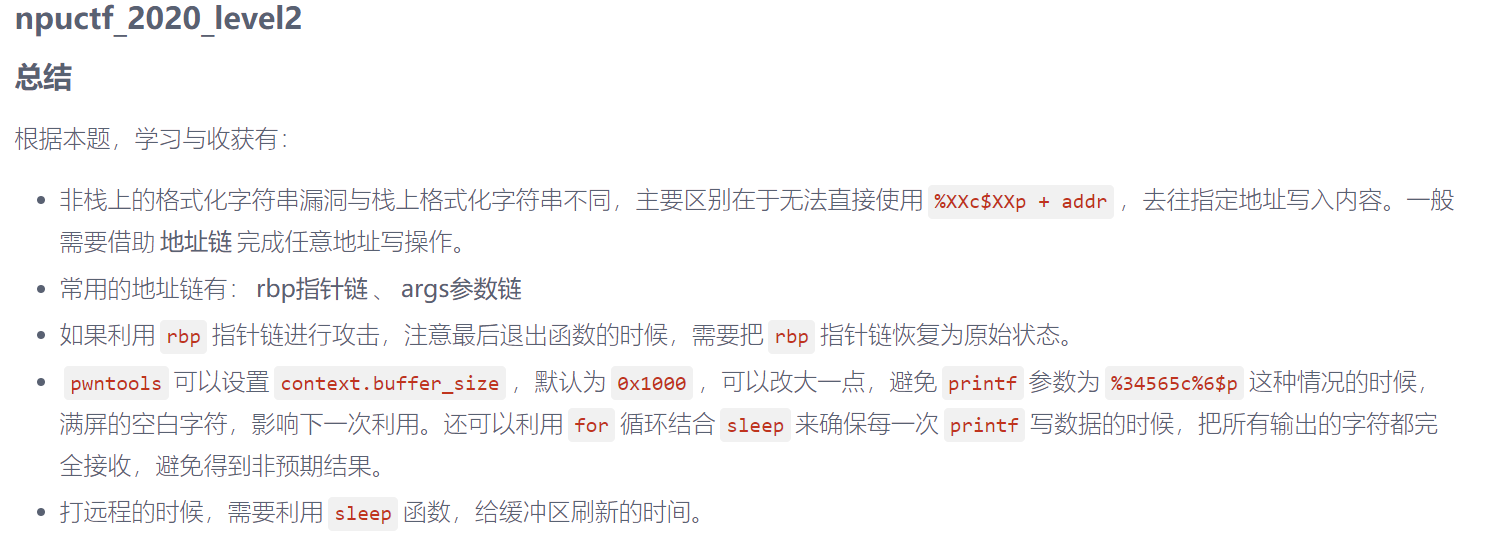 npuctf_2020_level2
总结
根据本题，学习与收获有：
• 非栈上的格式化字符串漏洞与栈上格式化字符串不同，主要区别在于无法直接使用 %XXc$XXp + addr ，去往指定地址写入内容。一般
需要借助 地址链 完成任意地址写操作。
• 常用的地址链有： rbp指针链 、 args参数链
• 如果利用 rbp 指针链进行攻击，注意最后退出函数的时候，需要把 rbp 指针链恢复为原始状态。
• pwntools 可以设置 context.buffer_size ，默认为 0x1000 ，可以改大一点，避免 printf 参数为 %34565c%6$p 这种情况的时候，
满屏的空白字符，影响下一次利用。还可以利用 for 循环结合 sleep 来确保每一次 printf 写数据的时候，把所有输出的字符都完
全接收，避免得到非预期结果。
• 打远程的时候，需要利用 sleep 函数，给缓冲区刷新的时间。